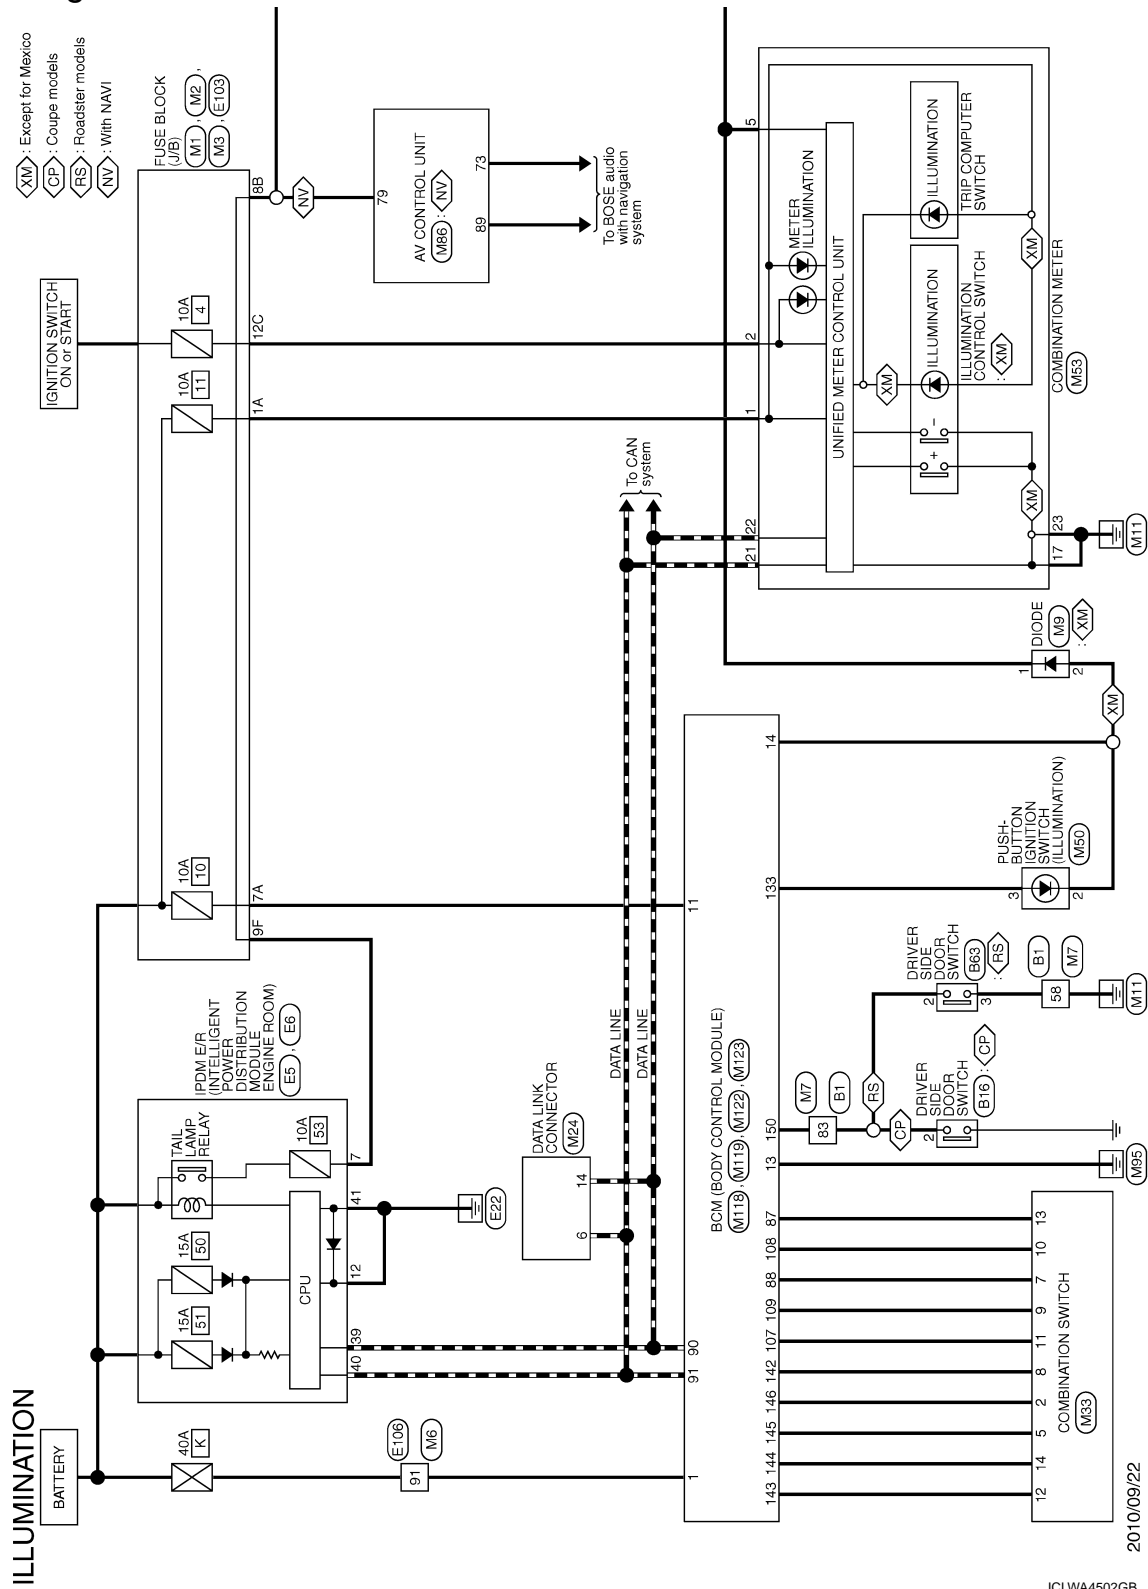 ILLUMINATION
BATTERY
IGNITION SWITCH
ON or START
XM : Except for Mexico
CP : Coupe models
RS : Roadster models
NV : With NAVI
40A
K
15A
51
15A
50
TAIL
LAMP
RELAY
10A
53
CPU
IPDM E/R
(INTELLIGENT
POWER
DISTRIBUTION
MODULE
ENGINE ROOM)
E5 , E6
40
39
12
41
7
10A
10
10A
11
10A
4
FUSE BLOCK
(J/B)
M1 , M2 ,
M3 , E103
9F
7A
1A
12C
8B
NV
E106
M6
91
E22
79
AV CONTROL UNIT
M86 : NV
89
73
To BOSE audio
with navigation
system
DATA LINK
CONNECTOR
M24
6
14
DATA LINE
DATA LINE
To CAN
system
1
91
90
11
BCM (BODY CONTROL MODULE)
M118 , M119 , M122 , M123
143
144
145
146
142
107
109
88
108
87
13
150
133
14
12
14
5
2
8
11
9
7
10
13
COMBINATION SWITCH
M33
M95
M7
B1
83
RS
CP
DRIVER
SIDE
DOOR
SWITCH
B16 : CP
2
DRIVER
SIDE
DOOR
SWITCH
B63
: RS
2
3
B1
M7
58
M11
PUSH-
BUTTON
IGNITION
SWITCH
(ILLUMINATION)
M50
3
2
XM
DIODE
M9
: XM
1
2
21
22
1
2
5
UNIFIED METER CONTROL UNIT
METER
ILLUMINATION
XM
+
-
ILLUMINATION
ILLUMINATION
CONTROL SWITCH
: XM
ILLUMINATION
TRIP COMPUTER
SWITCH
XM
XM
17
23
COMBINATION METER
M53
M11
2010/09/22
JCLWA4502GB